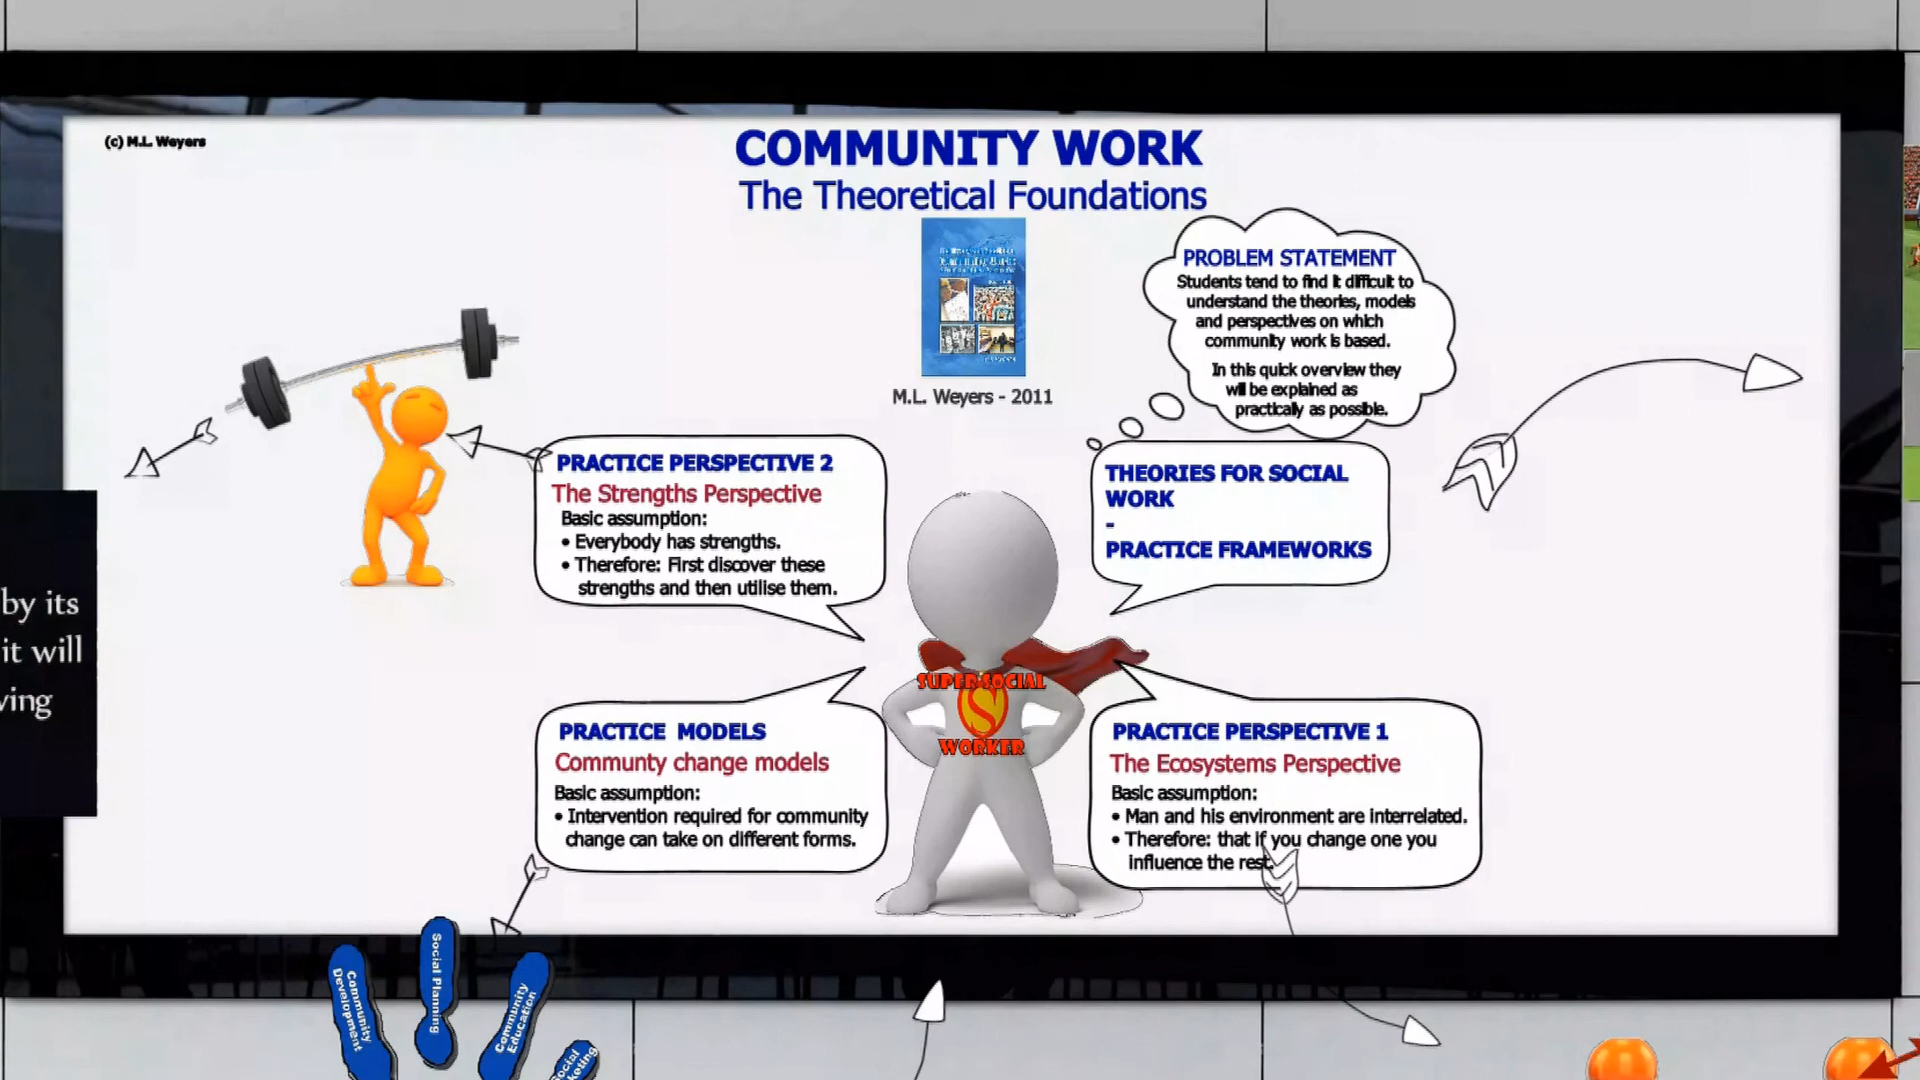 (c) M.L. Weyers
COMMUNITY WORK
The Theoretical Foundations
M.L. Weyers - 2011
PROBLEM STATEMENT
Students tend to find it difficult to
understand the theories, models
and perspectives on which
community work is based.
In this quick overview they
will be explained as
practically as possible.
PRACTICE PERSPECTIVE 2
The Strengths Perspective
Basic assumption:
• Everybody has strengths.
• Therefore: First discover these
strengths and then utilise them.
THEORIES FOR SOCIAL
WORK
-
PRACTICE FRAMEWORKS
by its
it will
ving
SUPER SOCIAL
S
WORKER
PRACTICE MODELS
Communty change models
Basic assumption:
• Intervention required for community
change can take on different forms.
PRACTICE PERSPECTIVE 1
The Ecosystems Perspective
Basic assumption:
• Man and his environment are interrelated.
• Therefore: that if you change one you
influence the rest.
Community
Development
Social Planning
Community
Education
Social
keting